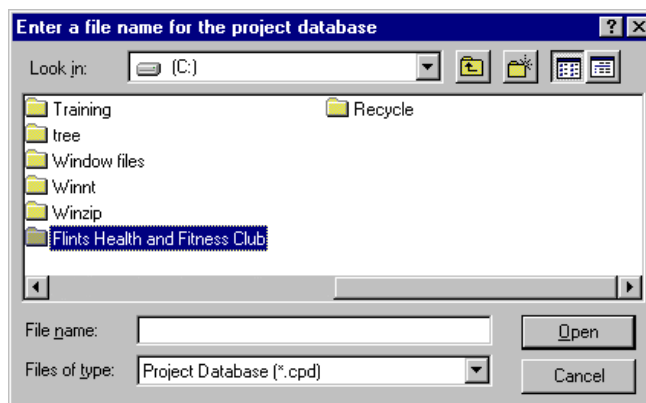 Enter a file name for the project database
Look in: (C:)
Training
tree
Window files
Winnt
Winzip
Flints Health and Fitness Club
Recycle
File name:
Open
Files of type: Project Database (*.cpd)
Cancel